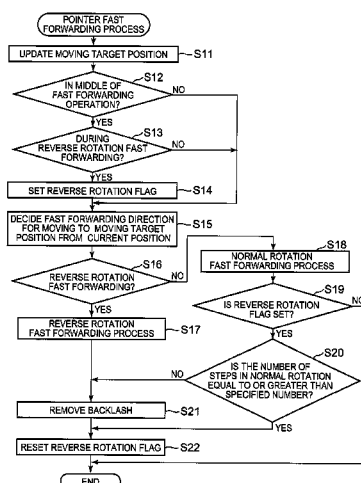 POINTER FAST
FORWARDING PROCESS
UPDATE MOVING TARGET POSITION
S11
IN MIDDLE OF
FAST FORWARDING
OPERATION?
S12
NO
YES
DURING
REVERSE ROTATION FAST
FORWARDING?
S13
NO
YES
SET REVERSE ROTATION FLAG
S14
DECIDE FAST FORWARDING DIRECTION
FOR MOVING TO MOVING TARGET
POSITION FROM CURRENT POSITION
S15
REVERSE ROTATION
FAST FORWARDING?
S16
NO
YES
REVERSE ROTATION
FAST FORWARDING PROCESS
S17
NORMAL ROTATION
FAST FORWARDING PROCESS
S18
IS REVERSE ROTATION
FLAG SET?
S19
NO
YES
IS THE NUMBER OF
STEPS IN NORMAL ROTATION
EQUAL TO OR GREATER THAN
SPECIFIED NUMBER?
S20
NO
YES
REMOVE BACKLASH
S21
RESET REVERSE ROTATION FLAG
S22
END